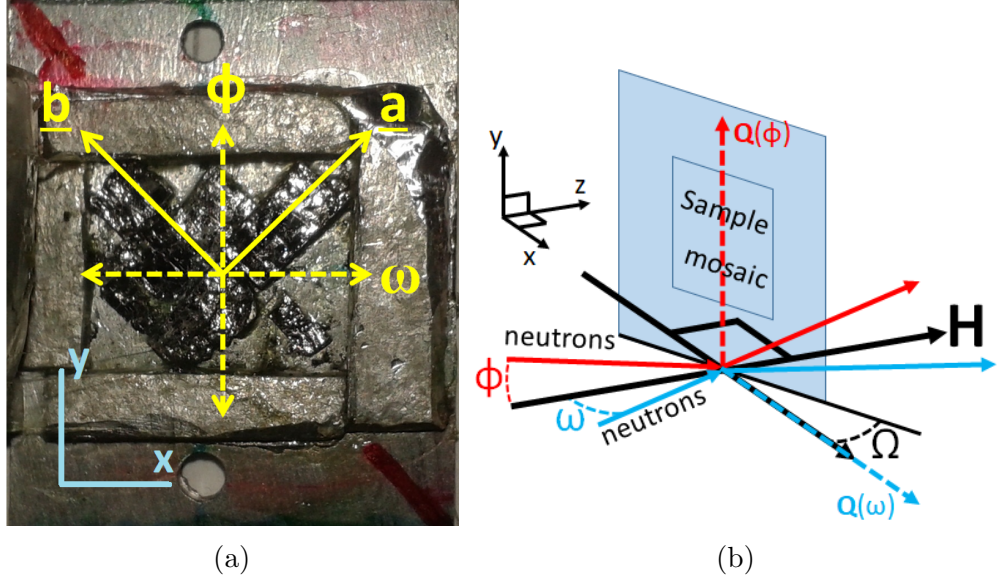 b
ϕ
a
ω
y
x
(a)
y
z
x
Q(ϕ)
Sample
mosaic
neutrons
H
ϕ
ω
neutrons
Ω
Q(ω)
(b)